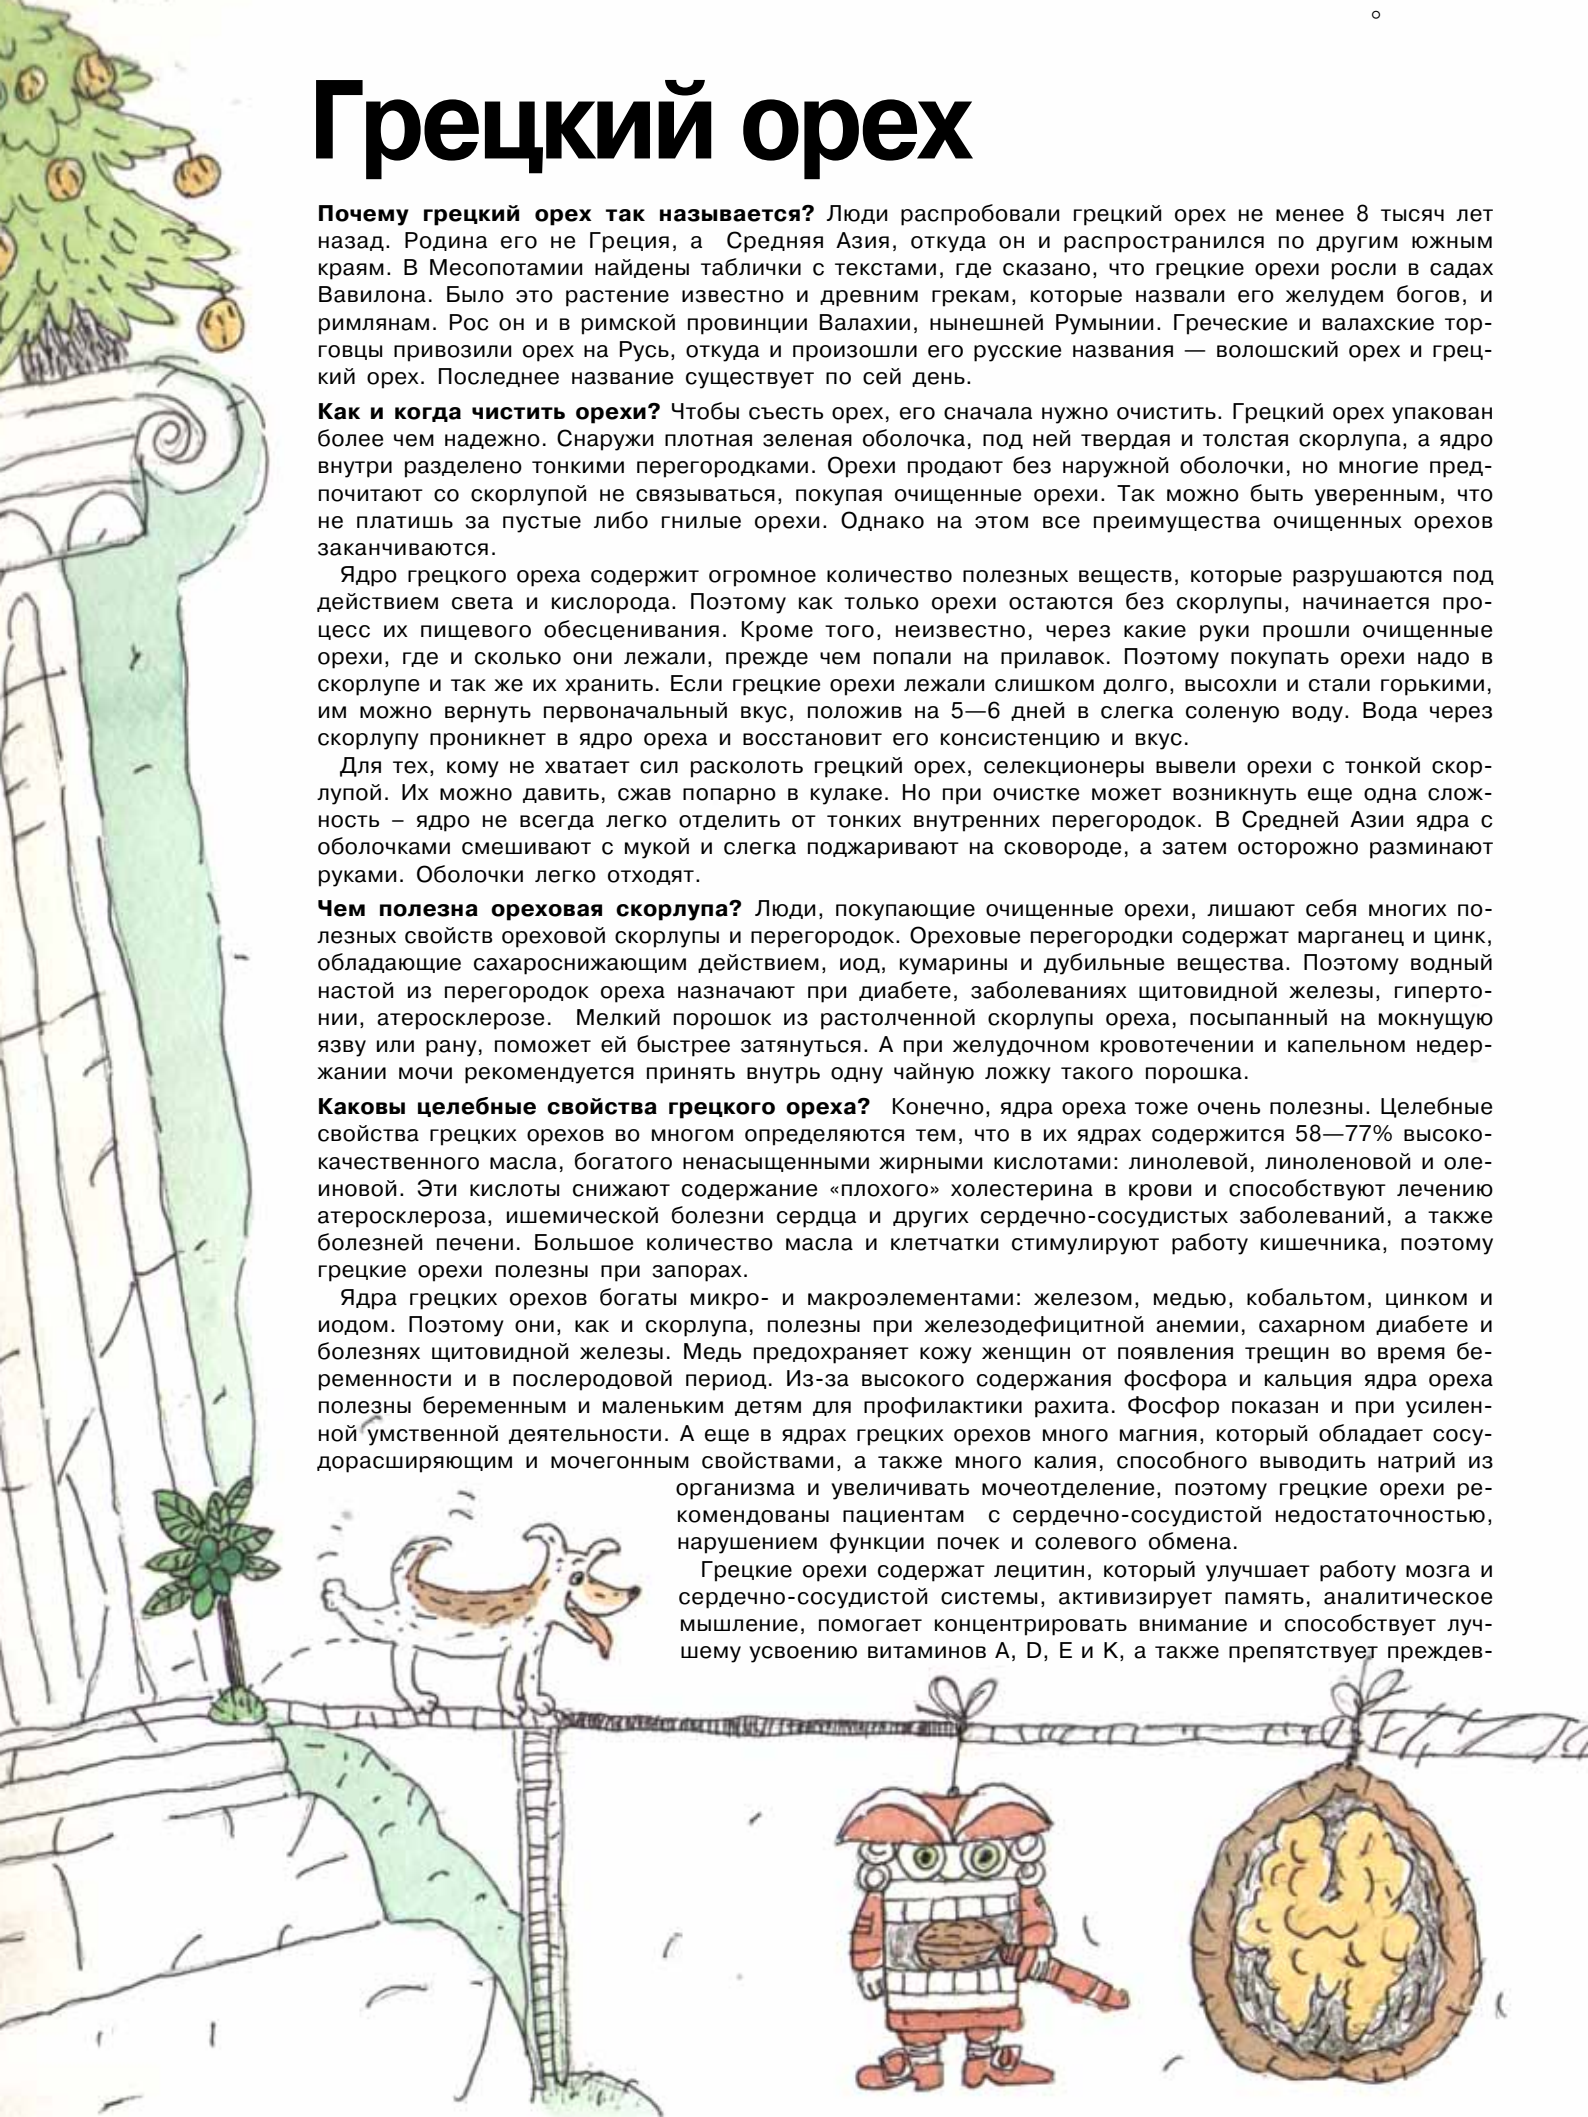 Грецкий орех
Почему грецкий орех так называется? Люди распробовали грецкий орех не менее 8 тысяч лет
назад. Родина его не Греция, а Средняя Азия, откуда он и распространился по другим южным
краям. В Месопотамии найдены таблички с текстами, где сказано, что грецкие орехи росли в садах
Вавилона. Было это растение известно и древним грекам, которые назвали его желудем богов, и
римлянам. Рос он и в римской провинции Валахии, нынешней Румынии. Греческие и валахские тор-
говцы привозили орех на Русь, откуда и произошли его русские названия — волошский орех и грец-
кий орех. Последнее название существует по сей день.
Как и когда чистить орехи? Чтобы съесть орех, его сначала нужно очистить. Грецкий орех упакован
более чем надежно. Снаружи плотная зеленая оболочка, под ней твердая и толстая скорлупа, а ядро
внутри разделено тонкими перегородками. Орехи продают без наружной оболочки, но многие пред-
почитают со скорлупой не связываться, покупая очищенные орехи. Так можно быть уверенным, что
не платишь за пустые либо гнилые орехи. Однако на этом все преимущества очищенных орехов
заканчиваются.
Ядро грецкого ореха содержит огромное количество полезных веществ, которые разрушаются под
действием света и кислорода. Поэтому как только орехи остаются без скорлупы, начинается про-
цесс их пищевого обесценивания. Кроме того, неизвестно, через какие руки прошли очищенные
орехи, где и сколько они лежали, прежде чем попали на прилавок. Поэтому покупать орехи надо в
скорлупе и так же их хранить. Если грецкие орехи лежали слишком долго, высохли и стали горькими,
им можно вернуть первоначальный вкус, положив на 5—6 дней в слегка соленую воду. Вода через
скорлупу проникнет в ядро ореха и восстановит его консистенцию и вкус.
Для тех, кому не хватает сил расколоть грецкий орех, селекционеры вывели орехи с тонкой скор-
лупой. Их можно давить, сжав попарно в кулаке. Но при очистке может возникнуть еще одна слож-
ность – ядро не всегда легко отделить от тонких внутренних перегородок. В Средней Азии ядра с
оболочками смешивают с мукой и слегка поджаривают на сковороде, а затем осторожно разминают
руками. Оболочки легко отходят.
Чем полезна ореховая скорлупа? Люди, покупающие очищенные орехи, лишают себя многих по-
лезных свойств ореховой скорлупы и перегородок. Ореховые перегородки содержат марганец и цинк,
обладающие сахароснижающим действием, иод, кумарины и дубильные вещества. Поэтому водный
настой из перегородок ореха назначают при диабете, заболеваниях щитовидной железы, гиперто-
нии, атеросклерозе. Мелкий порошок из растолченной скорлупы ореха, посыпанный на мокнущую
язву или рану, поможет ей быстрее затянуться. А при желудочном кровотечении и капельном недер-
жании мочи рекомендуется принять внутрь одну чайную ложку такого порошка.
Каковы целебные свойства грецкого ореха? Конечно, ядра ореха тоже очень полезны. Целебные
свойства грецких орехов во многом определяются тем, что в их ядрах содержится 58—77% высоко-
качественного масла, богатого ненасыщенными жирными кислотами: линолевой, линоленовой и оле-
иновой. Эти кислоты снижают содержание «плохого» холестерина в крови и способствуют лечению
атеросклероза, ишемической болезни сердца и других сердечно-сосудистых заболеваний, а также
болезней печени. Большое количество масла и клетчатки стимулируют работу кишечника, поэтому
грецкие орехи полезны при запорах.
Ядра грецких орехов богаты микро- и макроэлементами: железом, медью, кобальтом, цинком и
иодом. Поэтому они, как и скорлупа, полезны при железодефицитной анемии, сахарном диабете и
болезнях щитовидной железы. Медь предохраняет кожу женщин от появления трещин во время бе-
ременности и в послеродовой период. Из-за высокого содержания фосфора и кальция ядра ореха
полезны беременным и маленьким детям для профилактики рахита. Фосфор показан и при усилен-
ной умственной деятельности. А еще в ядрах грецких орехов много магния, который обладает сосу-
дорасширяющим и мочегонным свойствами, а также много калия, способного выводить натрий из
организма и увеличивать мочеотделение, поэтому грецкие орехи ре-
комендованы пациентам с сердечно-сосудистой недостаточностью,
нарушением функции почек и солевого обмена.
Грецкие орехи содержат лецитин, который улучшает работу мозга и
сердечно-сосудистой системы, активизирует память, аналитическое
мышление, помогает концентрировать внимание и способствует луч-
шему усвоению витаминов A, D, E и K, а также препятствует преждев-